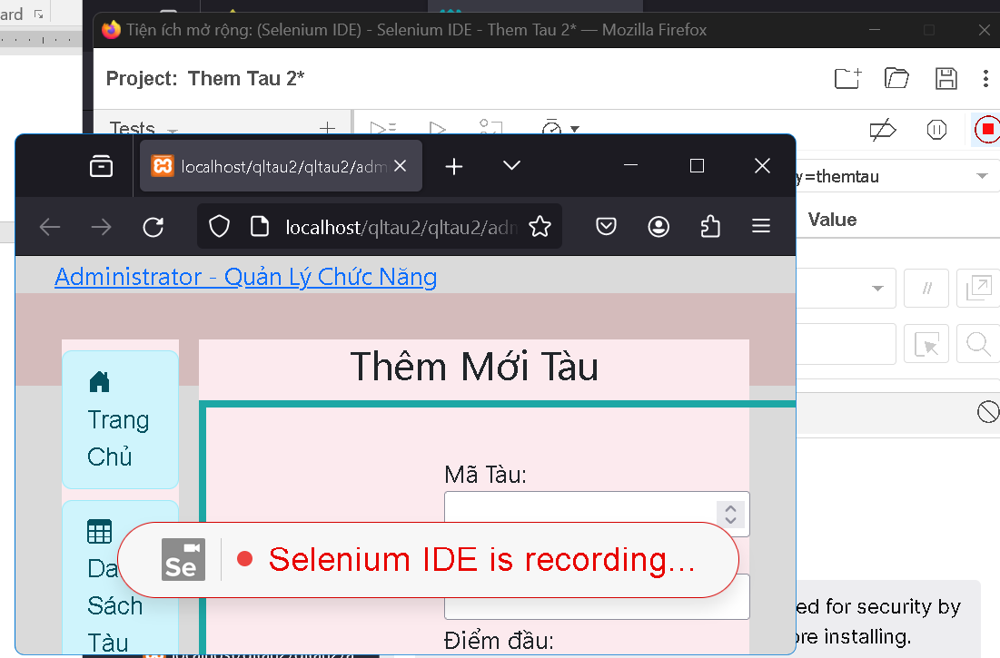 ard
Tiện ích mở rộng: (Selenium IDE) - Selenium IDE - Them Tau 2* — Mozilla Firefox
Project: Them Tau 2*
Tests
localhost/qltau2/qltau2/adm
y=themtau
localhost/qltau2/qltau2/adn
Value
Administrator - Quản Lý Chức Năng
Thêm Mới Tàu
Trang
Chủ
Mã Tàu:
//
Se
Selenium IDE is recording...
Da
Sách
Tàu
Điểm đầu:
ed for security by
re installing.